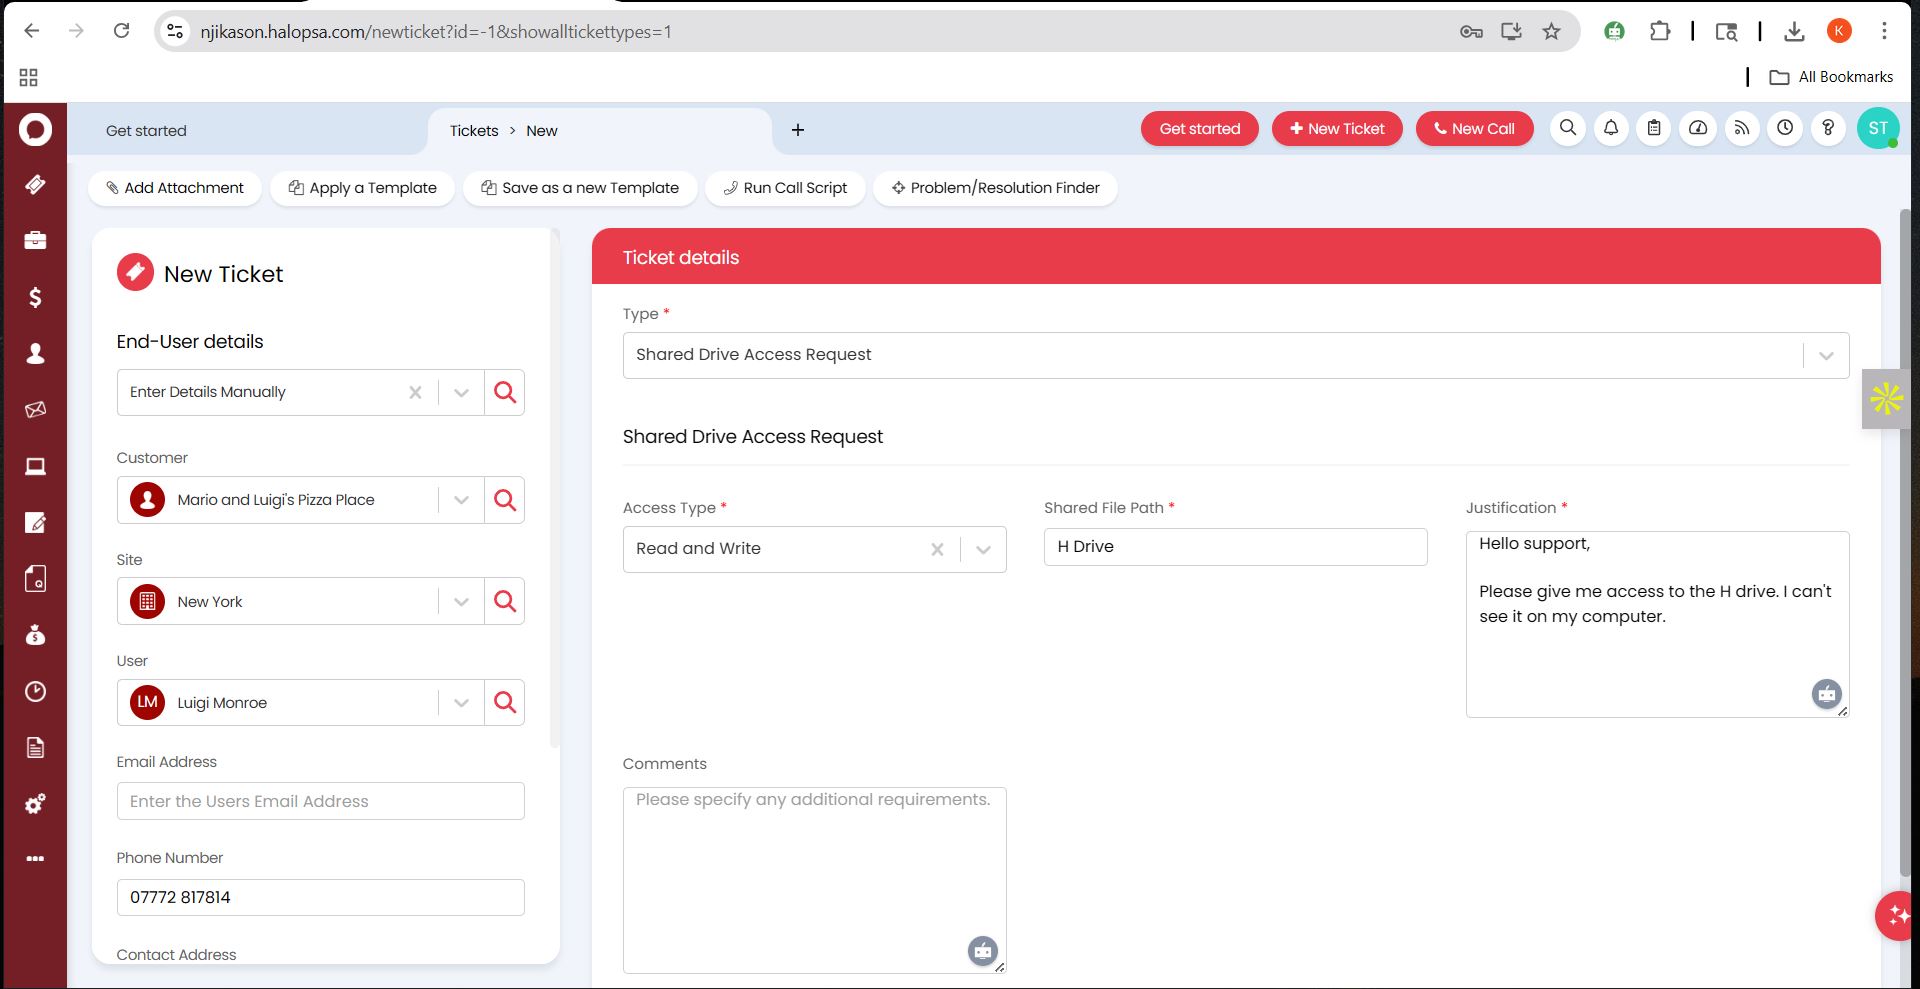 njikason.halopsa.com/newticket?id=-1&showalltickettypes=1
K
All Bookmarks
Get started
Tickets > New
+
Get started
+ New Ticket
New Call
?
ST
Add Attachment
Apply a Template
Save as a new Template
Run Call Script
Problem/Resolution Finder
New Ticket
End-User details
Enter Details Manually
Customer
Mario and Luigi's Pizza Place
Site
New York
User
LM
Luigi Monroe
Email Address
Enter the Users Email Address
Phone Number
07772 817814
Contact Address
Ticket details
Type *
Shared Drive Access Request
Shared Drive Access Request
Access Type *
Read and Write
Shared File Path *
H Drive
Justification *
Hello support,
Please give me access to the H drive. I can't
see it on my computer.
Comments
Please specify any additional requirements.